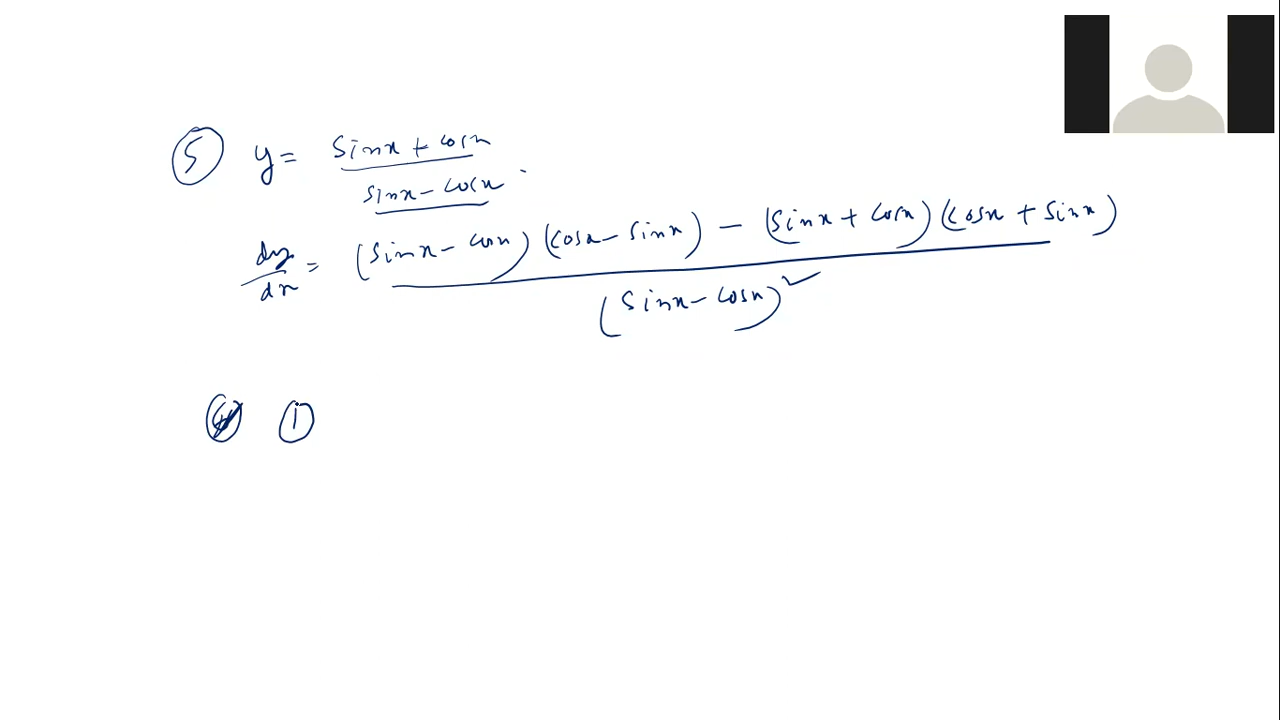 ⑤ y = (sinx + cosx) / (sinx - cosx)
dy/dx = ((sinx - cosx)(cosx - sinx) - (sinx + cosx)(cosx + sinx)) / (sinx - cosx)²
①